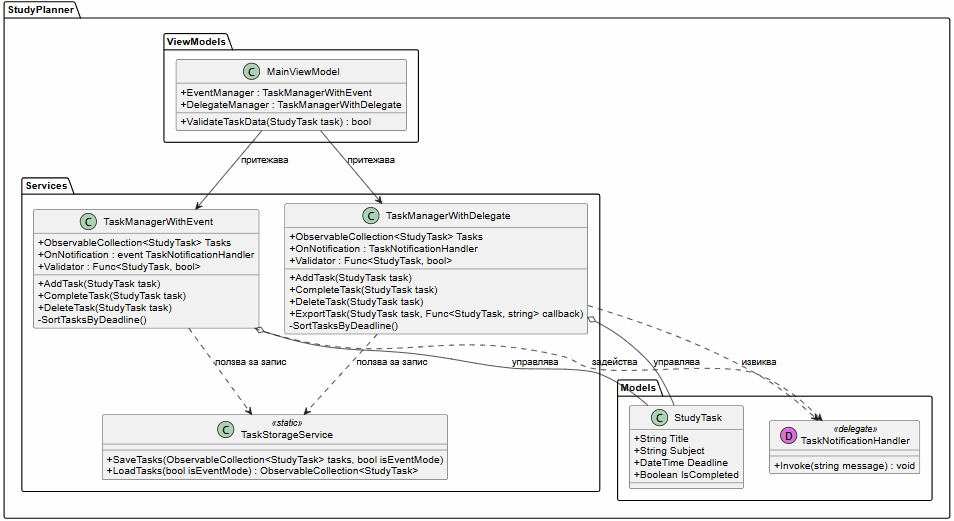 StudyPlanner
ViewModels
C MainViewModel
+EventManager : TaskManagerWithEvent
+DelegateManager : TaskManagerWithDelegate
+ValidateTaskData(StudyTask task) : bool
притежава
притежава
Services
C TaskManagerWithEvent
+ObservableCollection<StudyTask> Tasks
+OnNotification : event TaskNotificationHandler
+Validator : Func<StudyTask, bool>
+AddTask(StudyTask task)
+CompleteTask(StudyTask task)
+DeleteTask(StudyTask task)
-SortTasksByDeadline()
C TaskManagerWithDelegate
+ObservableCollection<StudyTask> Tasks
+OnNotification : TaskNotificationHandler
+Validator : Func<StudyTask, bool>
+AddTask(StudyTask task)
+CompleteTask(StudyTask task)
+DeleteTask(StudyTask task)
+ExportTask(StudyTask task, Func<StudyTask, string> callback)
-SortTasksByDeadline()
ползва за запис
ползва за запис
управлява
задейства
управлява
извиква
C «static»
TaskStorageService
+SaveTasks(ObservableCollection<StudyTask> tasks, bool isEventMode)
+LoadTasks(bool isEventMode) : ObservableCollection<StudyTask>
Models
C StudyTask
+String Title
+String Subject
+DateTime Deadline
+Boolean IsCompleted
D «delegate»
TaskNotificationHandler
+Invoke(string message) : void